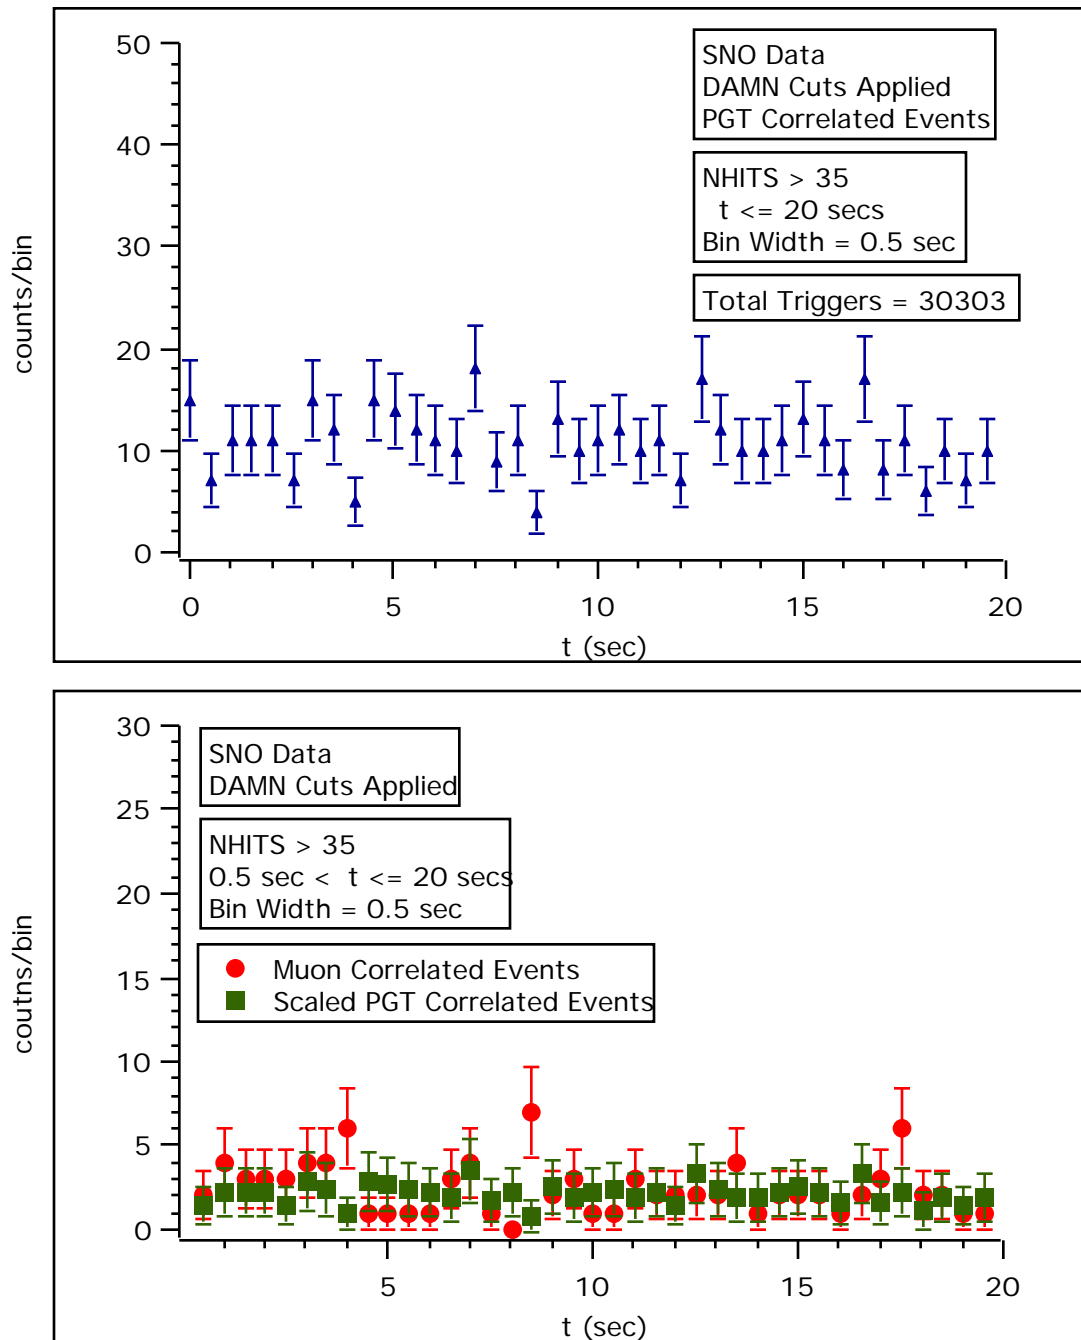 50
40
30
20
10
0
counts/bin
SNO Data
DAMN Cuts Applied
PGT Correlated Events
NHITS > 35
t <= 20 secs
Bin Width = 0.5 sec
Total Triggers = 30303
0 5 10 15 20
t (sec)
30
25
20
15
10
5
0
coutns/bin
SNO Data
DAMN Cuts Applied
NHITS > 35
0.5 sec < t <= 20 secs
Bin Width = 0.5 sec
Muon Correlated Events
Scaled PGT Correlated Events
5 10 15 20
t (sec)